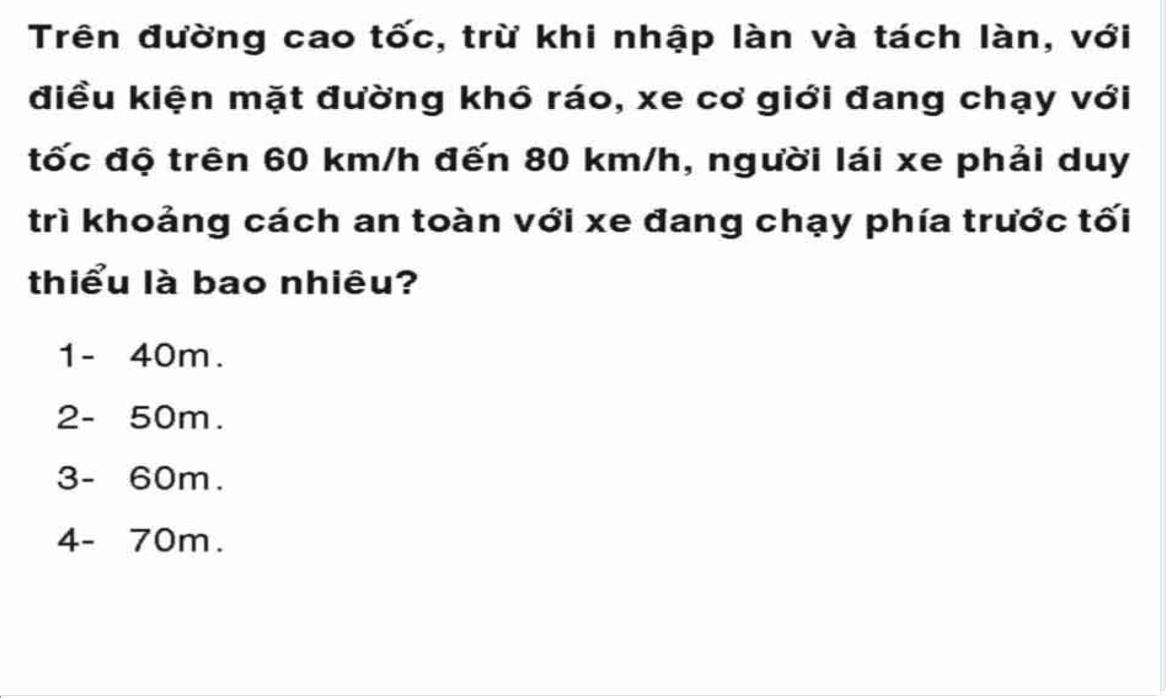 Trên đường cao tốc, trừ khi nhập làn và tách làn, với
điều kiện mặt đường khô ráo, xe cơ giới đang chạy với
tốc độ trên 60 km/h đến 80 km/h, người lái xe phải duy
trì khoảng cách an toàn với xe đang chạy phía trước tối
thiểu là bao nhiêu?
1- 40m.
2- 50m.
3- 60m.
4- 70m.